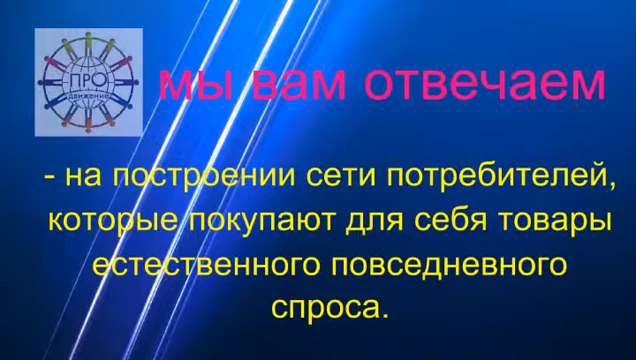 ПРО
движение
мы вам отвечаем
- на построении сети потребителей,
которые покупают для себя товары
естественного повседневного
спроса.